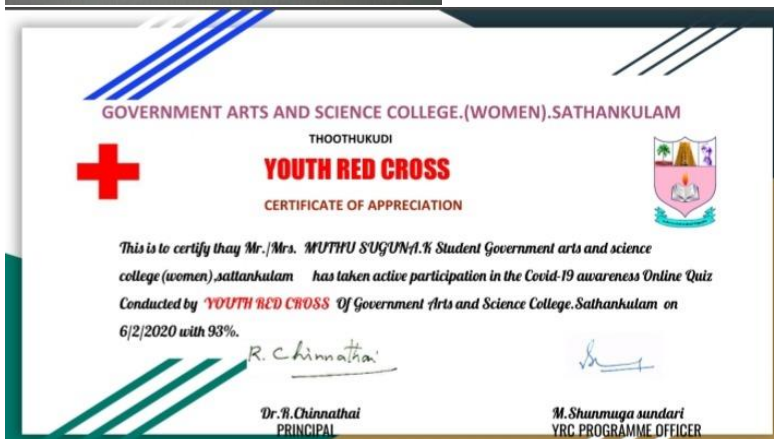 GOVERNMENT ARTS AND SCIENCE COLLEGE.(WOMEN).SATHANKULAM
THOOTHUKUDI
YOUTH RED CROSS
CERTIFICATE OF APPRECIATION
This is to certify thay Mr./Mrs. MUTHU SUGUNA.K Student Government arts and science
college(women),sattankulam has taken active participation in the Covid-19 awareness Online Quiz
Conducted by YOUTH RED CROSS Of Government Arts and Science College.Sathankulam on
6/2/2020 with 93%.
R. Chinnathai
Dr.R.Chinnathai
PRINCIPAL
M.Shunmuga sundari
YRC PROGRAMME OFFICER